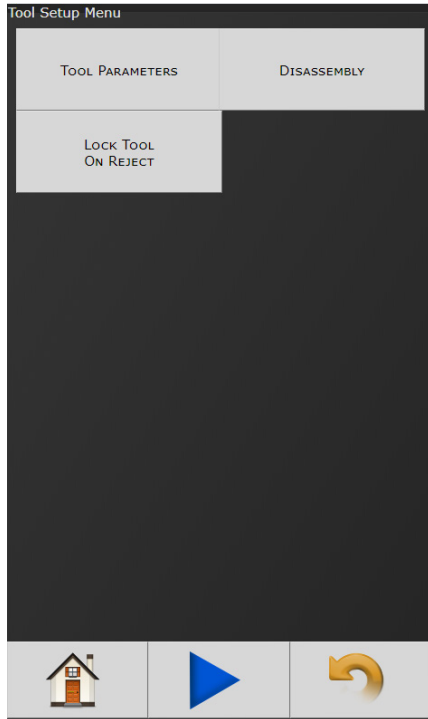 Tool Setup Menu
Tool Parameters
Disassembly
Lock Tool
On Reject